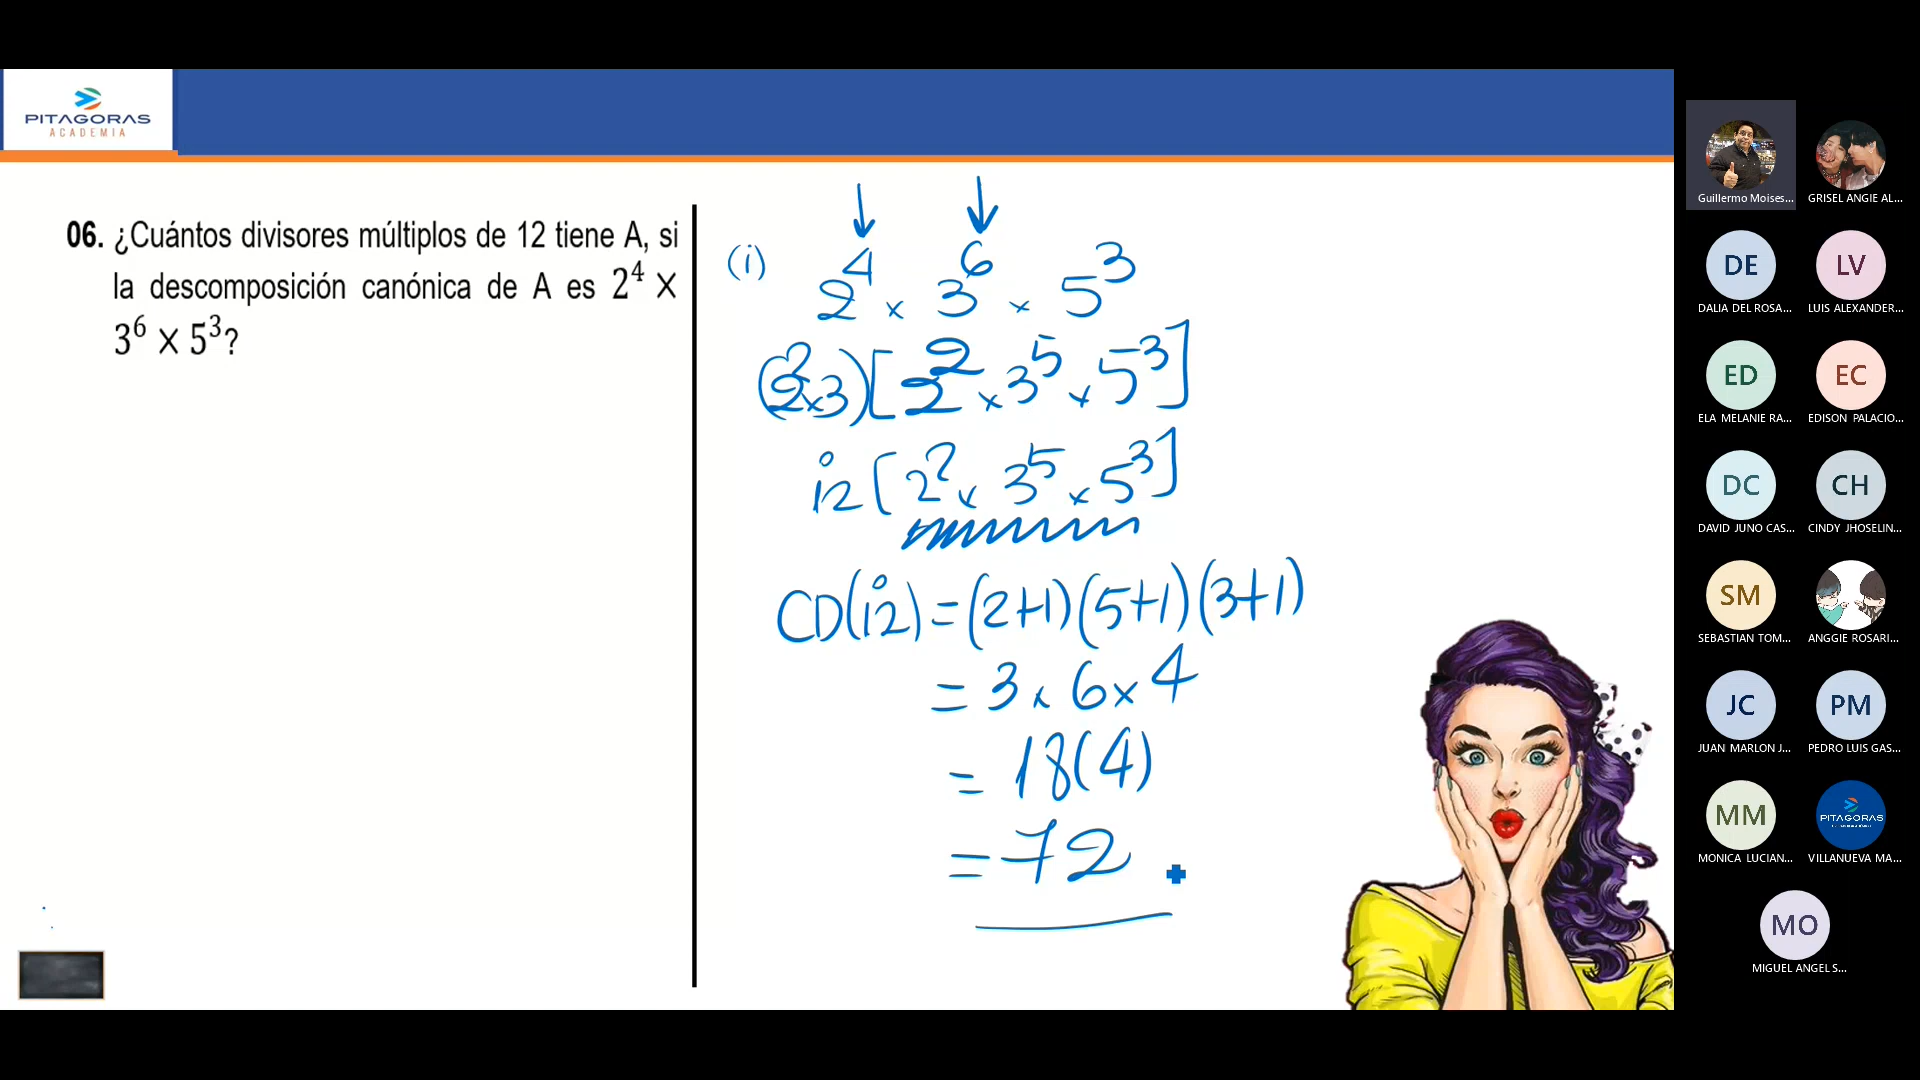 PITAGORAS
ACADEMIA
06. ¿Cuántos divisores múltiplos de 12 tiene A, si
la descomposición canónica de A es 2⁴ ×
3⁶ × 5³?
(i) 2⁴ × 3⁶ × 5³
(2²×3)[2² × 3⁵ × 5³]
1̊2 [2² × 3⁵ × 5³]
CD(1̊2) = (2+1)(5+1)(3+1)
= 3 × 6 × 4
= 18(4)
= 72
Guillermo Moises...
GRISEL ANGIE AL...
DE
LV
DALIA DEL ROSA...
LUIS ALEXANDER...
ED
EC
ELA MELANIE RA...
EDISON PALACIO...
DC
CH
DAVID JUNO CAS...
CINDY JHOSELIN...
SM
SEBASTIAN TOM...
ANGGIE ROSARI...
JC
PM
JUAN MARLON J...
PEDRO LUIS GAS...
MM
PITAGORAS
MONICA LUCIAN...
VILLANUEVA MA...
MO
MIGUEL ANGEL S...